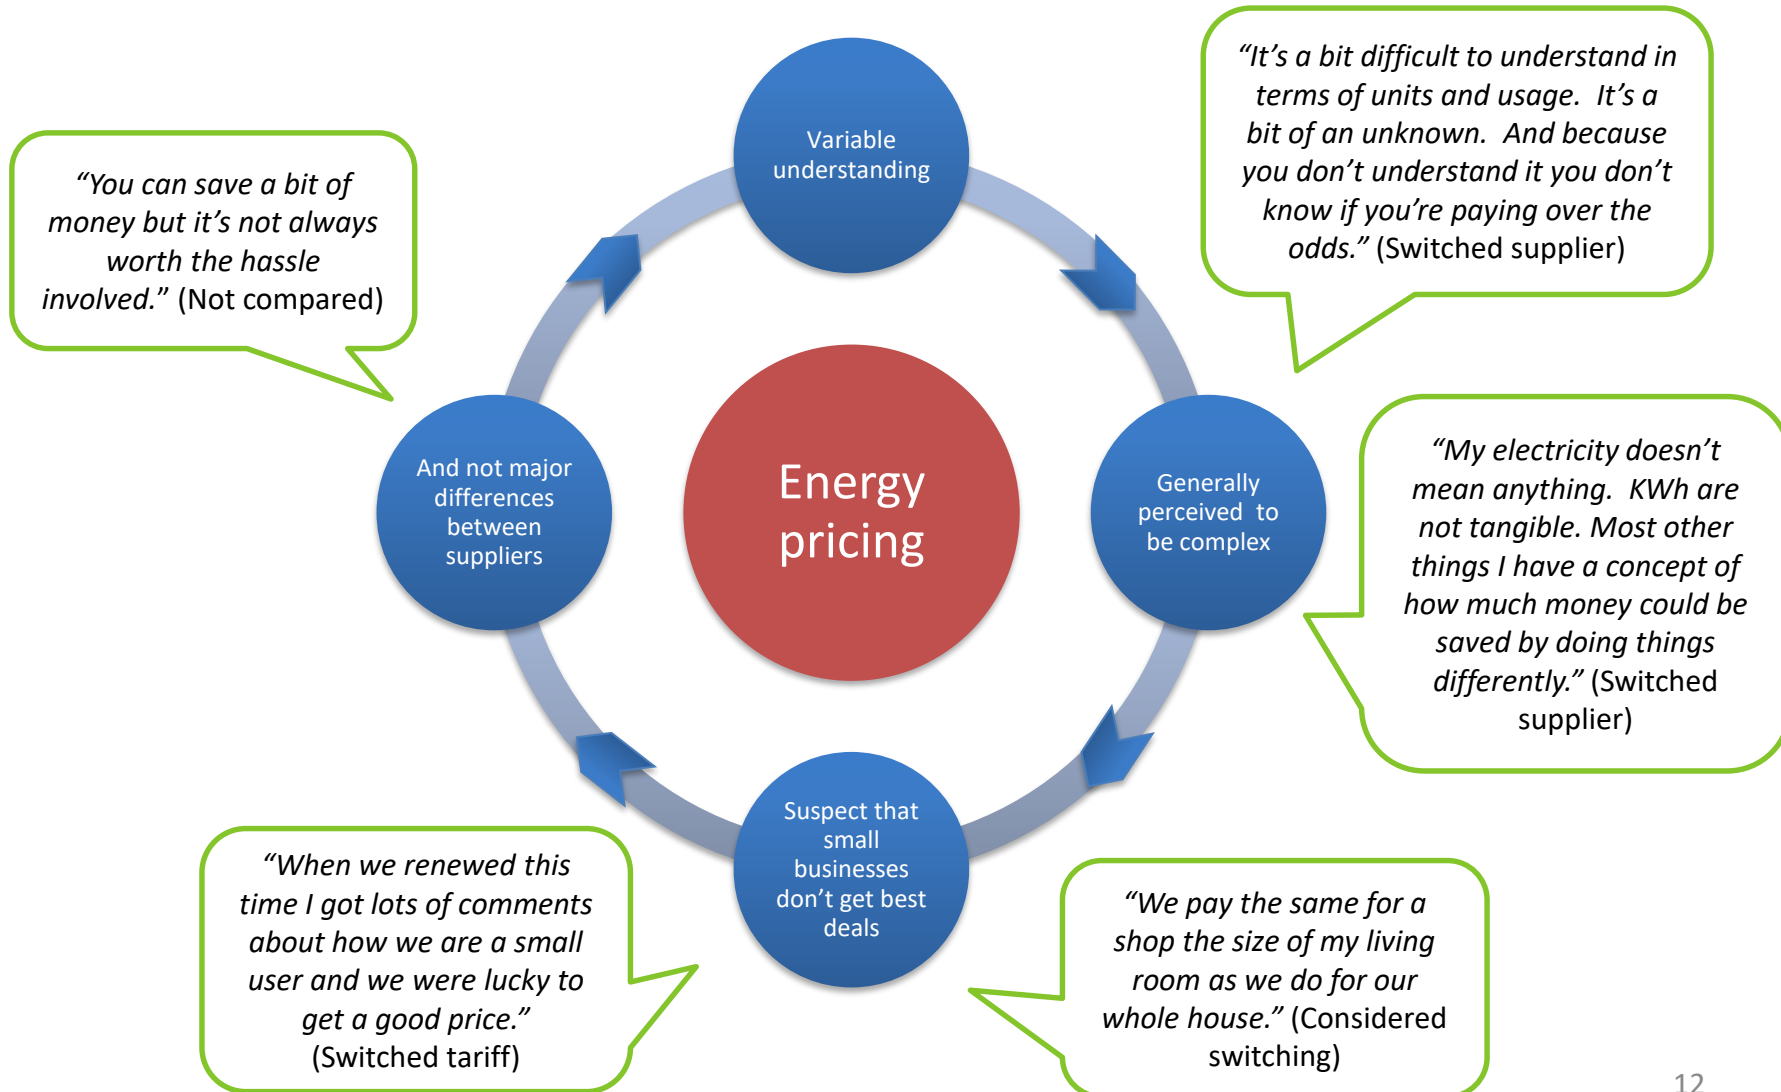 Variable
understanding
“It’s a bit difficult to understand in
terms of units and usage.  It’s a
bit of an unknown.  And because
you don’t understand it you don’t
know if you’re paying over the
odds.” (Switched supplier)
“You can save a bit of
money but it’s not always
worth the hassle
involved.” (Not compared)
And not major
differences
between
suppliers
Energy
pricing
Generally
perceived  to
be complex
“My electricity doesn’t
mean anything.  KWh are
not tangible. Most other
things I have a concept of
how much money could be
saved by doing things
differently.” (Switched
supplier)
Suspect that
small
businesses
don’t get best
deals
“When we renewed this
time I got lots of comments
about how we are a small
user and we were lucky to
get a good price.”
(Switched tariff)
“We pay the same for a
shop the size of my living
room as we do for our
whole house.” (Considered
switching)
12